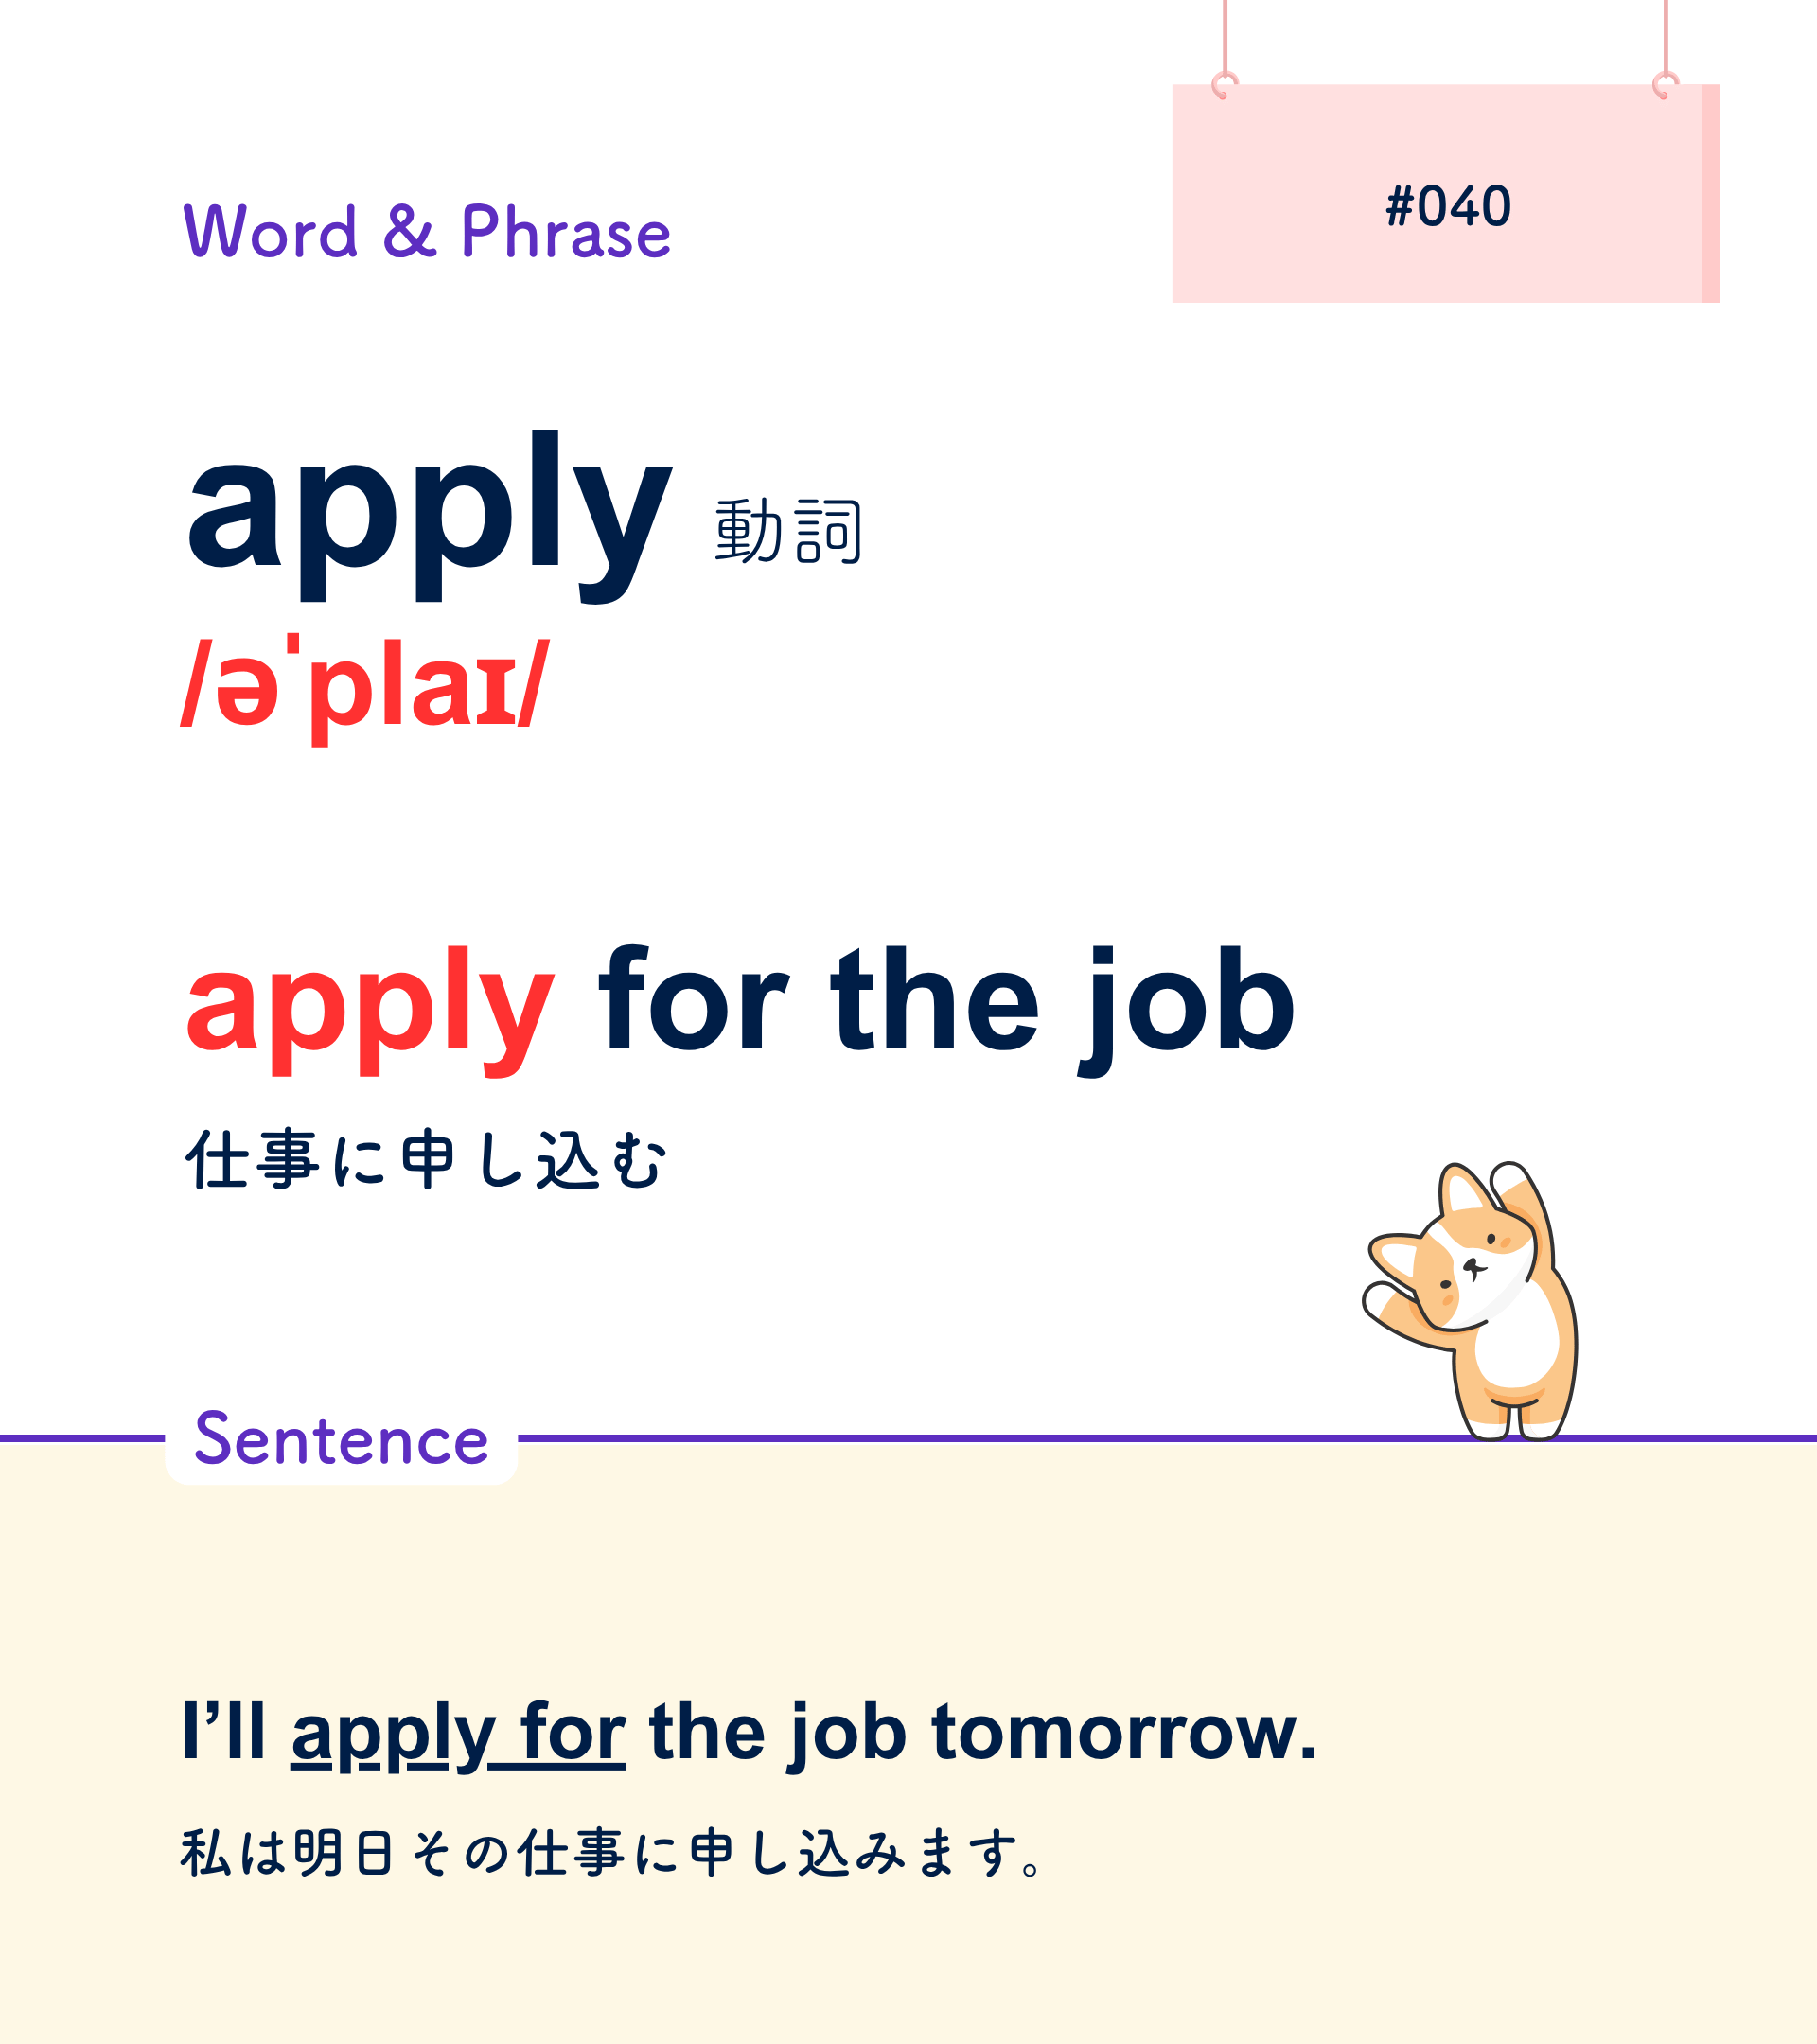 #040
Word & Phrase
apply 動詞
/əˈplaɪ/
apply for the job
仕事に申し込む
Sentence
I’ll apply for the job tomorrow.
私は明日その仕事に申し込みます。